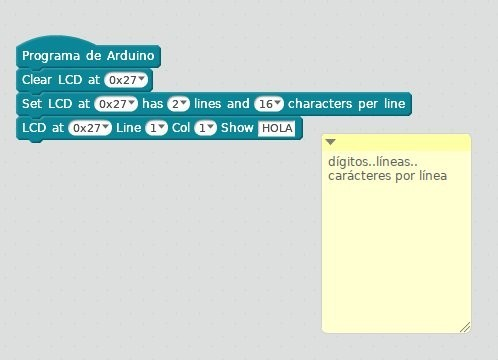 Programa de Arduino
Clear LCD at 0x27
Set LCD at 0x27 has 2 lines and 16 characters per line
LCD at 0x27 Line 1 Col 1 Show HOLA
dígitos..líneas..
carácteres por línea